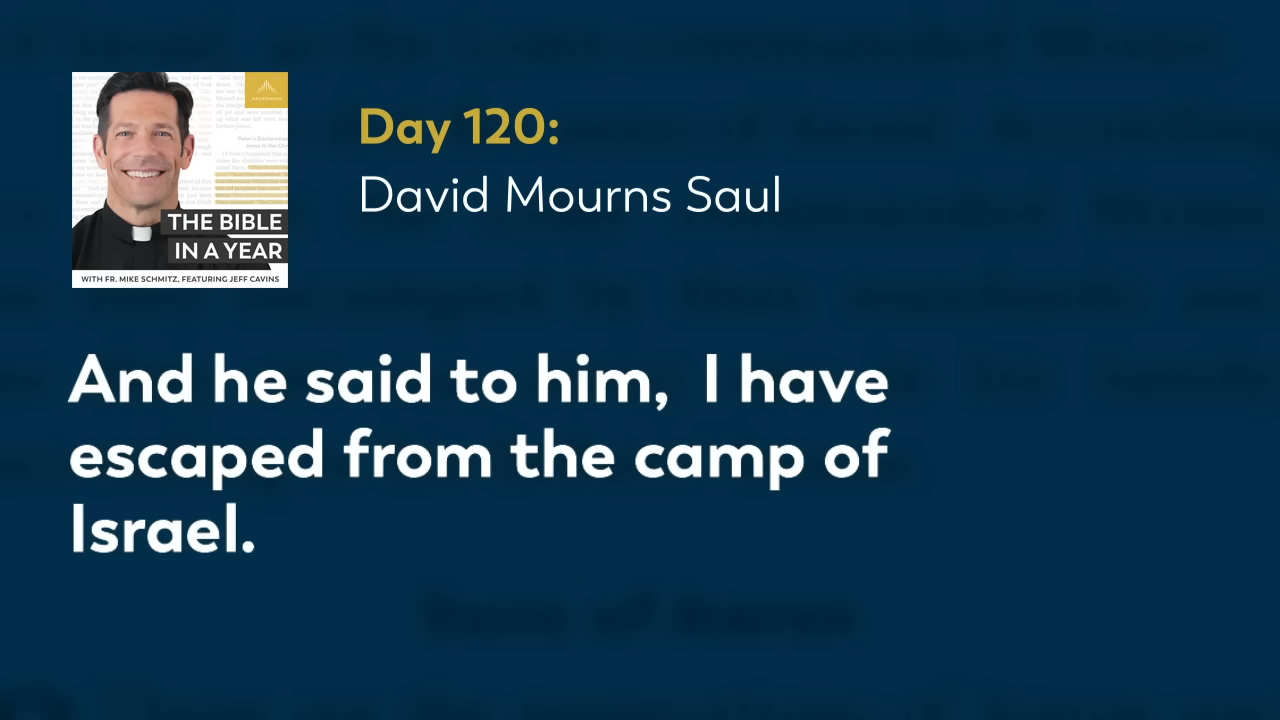 Day 120:
David Mourns Saul
THE BIBLE
IN A YEAR
WITH FR. MIKE SCHMITZ, FEATURING JEFF CAVINS
And he said to him,  I have
escaped from the camp of
Israel.